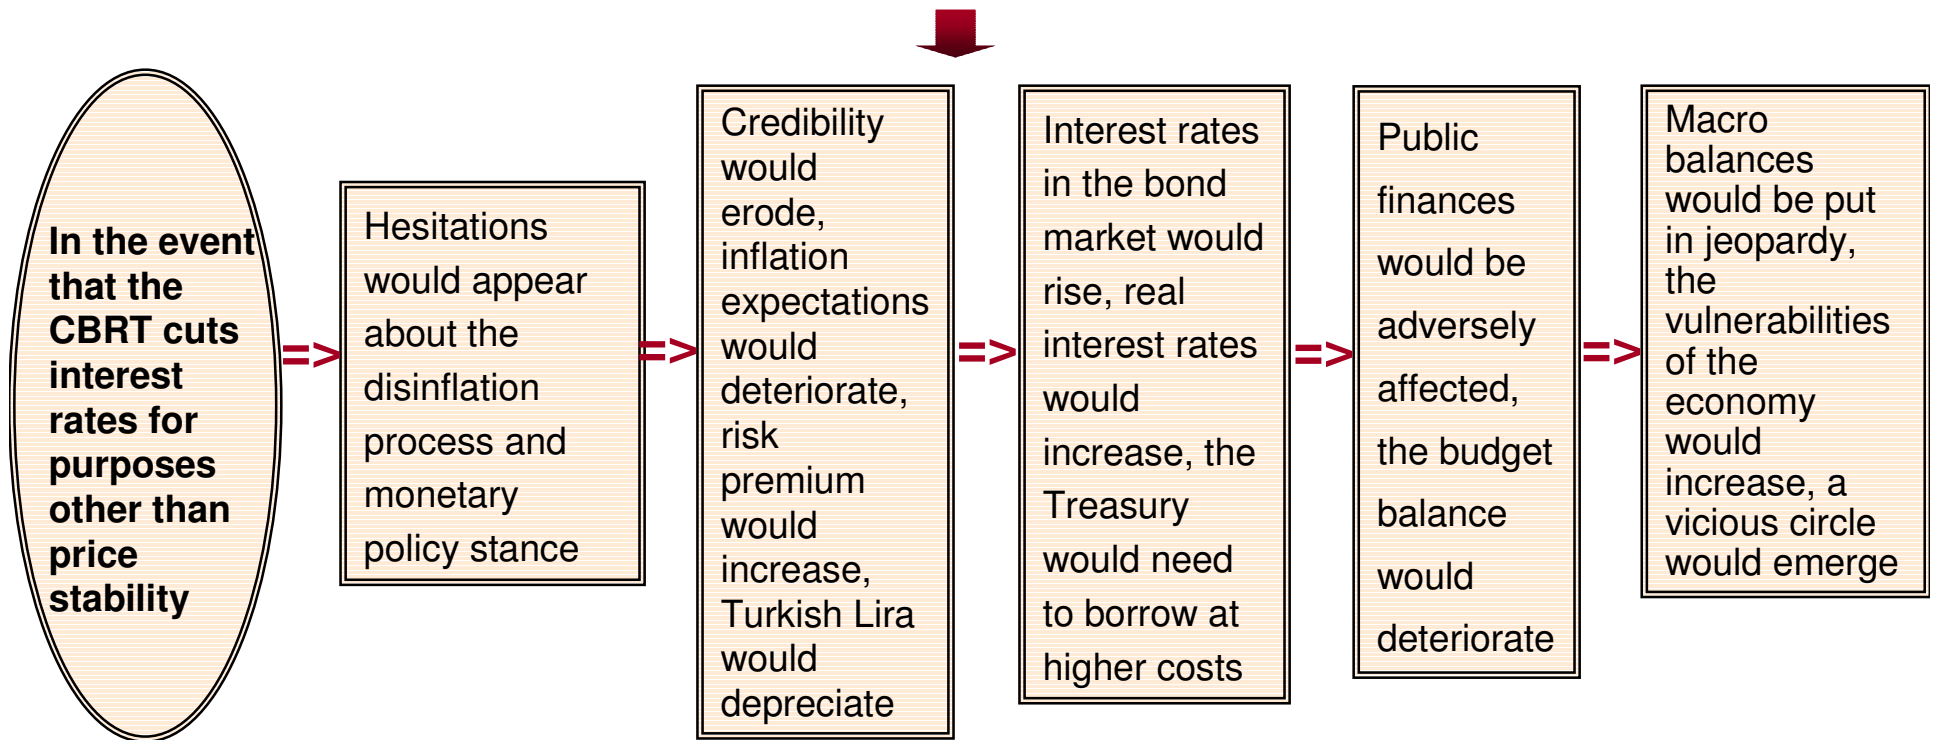 In the event
that the
CBRT cuts
interest
rates for
purposes
other than
price
stability
=>
Hesitations
would appear
about the
disinflation
process and
monetary
policy stance
=>
Credibility
would
erode,
inflation
expectations
would
deteriorate,
risk
premium
would
increase,
Turkish Lira
would
depreciate
=>
Interest rates
in the bond
market would
rise, real
interest rates
would
increase, the
Treasury
would need
to borrow at
higher costs
=>
Public
finances
would be
adversely
affected,
the budget
balance
would
deteriorate
=>
Macro
balances
would be put
in jeopardy,
the
vulnerabilities
of the
economy
would
increase, a
vicious circle
would emerge